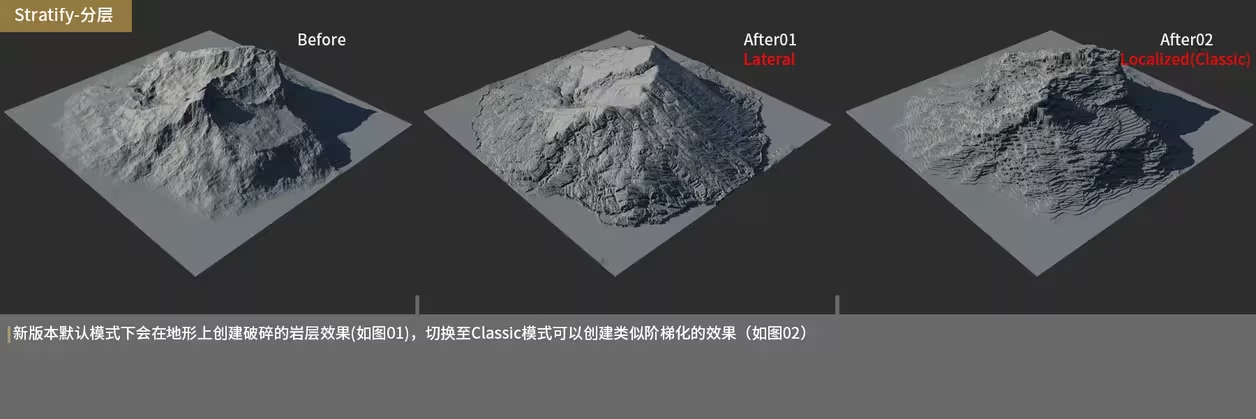 Stratify-分层
Before
After01
Lateral
After02
Localized(Classic)
新版本默认模式下会在地形上创建破碎的岩层效果(如图01)，切换至Classic模式可以创建类似阶梯化的效果（如图02）